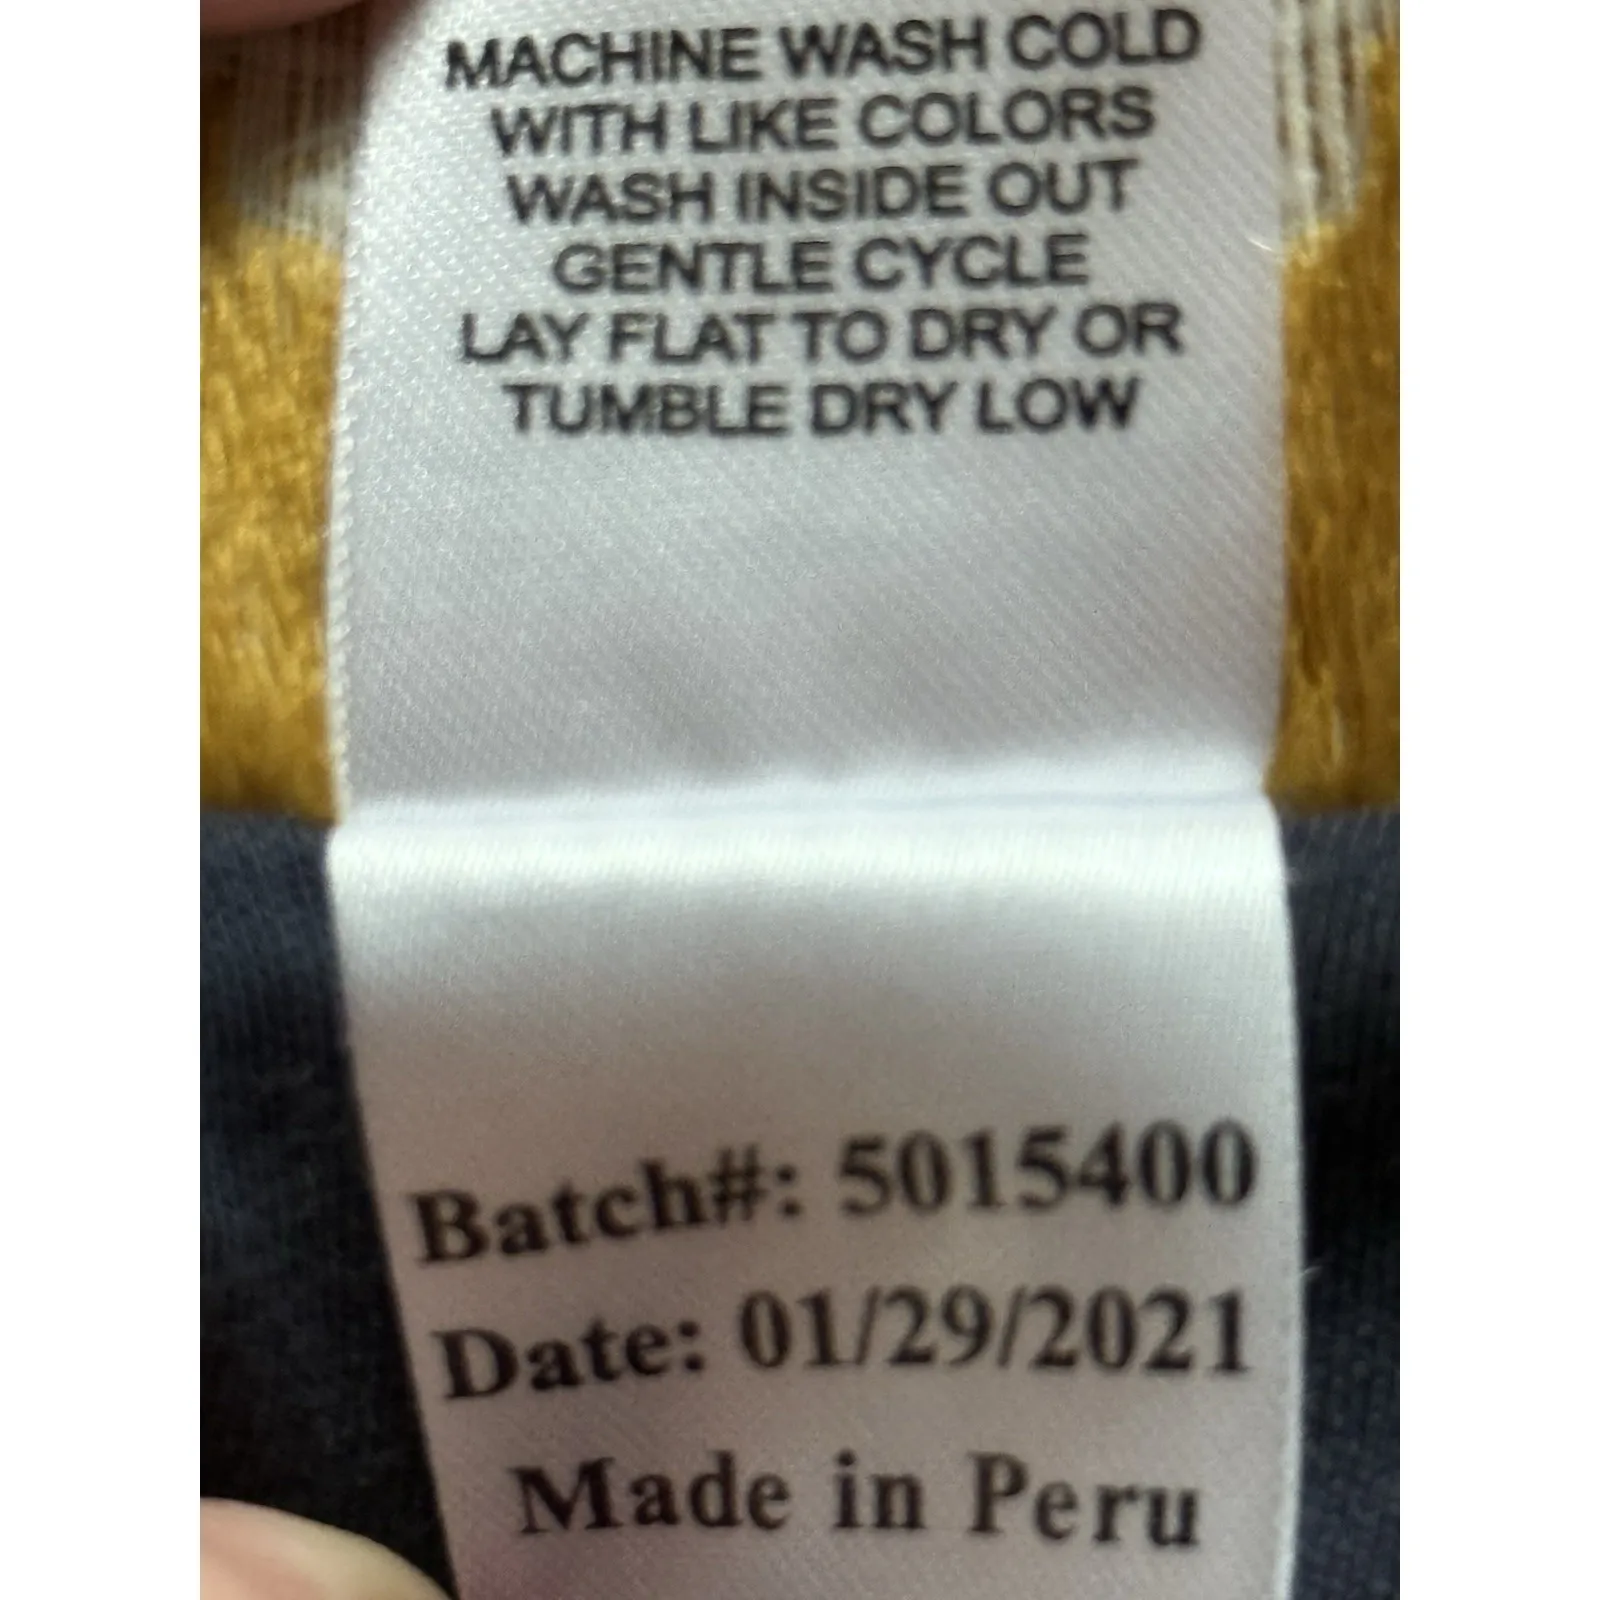 MACHINE WASH COLD
WITH LIKE COLORS
WASH INSIDE OUT
GENTLE CYCLE
LAY FLAT TO DRY OR
TUMBLE DRY LOW
Batch#: 5015400
Date: 01/29/2021
Made in Peru